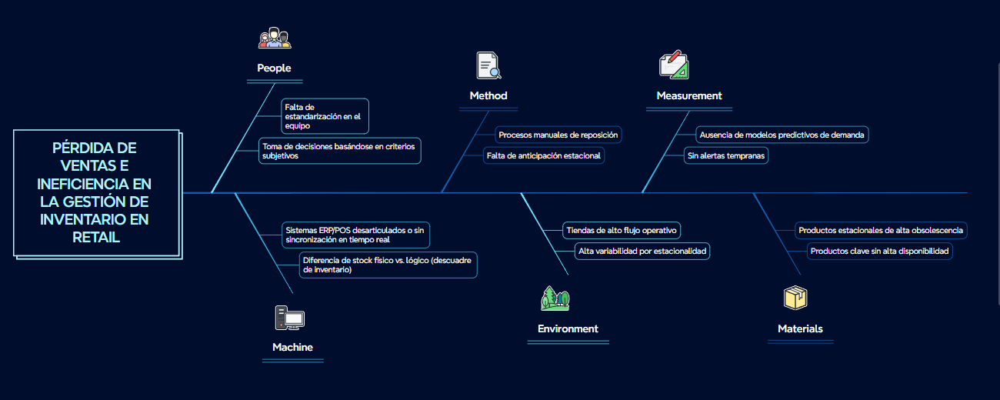 People
Method
Measurement
Falta de
estandarización en el
equipo
Toma de decisiones basándose en criterios
subjetivos
Procesos manuales de reposición
Falta de anticipación estacional
Ausencia de modelos predictivos de demanda
Sin alertas tempranas
PÉRDIDA DE
VENTAS E
INEFICIENCIA EN
LA GESTIÓN DE
INVENTARIO EN
RETAIL
Sistemas ERP/POS desarticulados o sin
sincronización en tiempo real
Diferencia de stock físico vs. lógico (descuadre
de inventario)
Tiendas de alto flujo operativo
Alta variabilidad por estacionalidad
Productos estacionales de alta obsolescencia
Productos clave sin alta disponibilidad
Machine
Environment
Materials